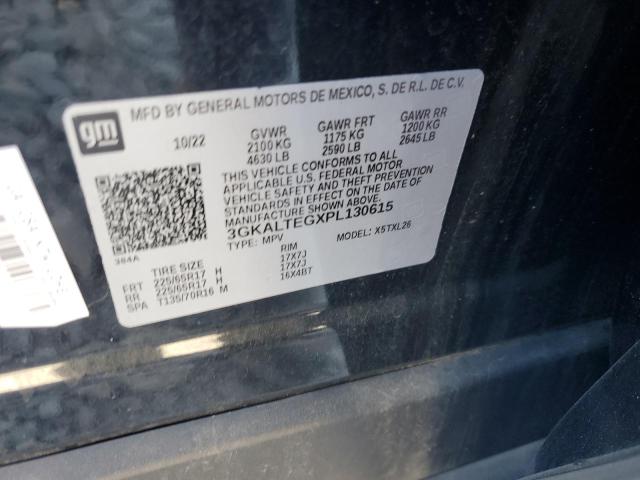 MFD BY GENERAL MOTORS DE MEXICO, S. DE R.L. DE C.V.
gm
10/22 GVWR GAWR FRT GAWR RR
2100 KG 1175 KG 1200 KG
4630 LB 2590 LB 2645 LB
THIS VEHICLE CONFORMS TO ALL
APPLICABLE U.S. FEDERAL MOTOR
VEHICLE SAFETY AND THEFT PREVENTION
STANDARDS IN EFFECT ON THE DATE OF
MANUFACTURE SHOWN ABOVE.
3GKALTEGXPL130615
TYPE: MPV MODEL: X5TXL26
384A
TIRE SIZE RIM
FRT 225/65R17 H 17X7J
RR 225/65R17 H 17X7J
SPA T135/70R16 M 16X4BT